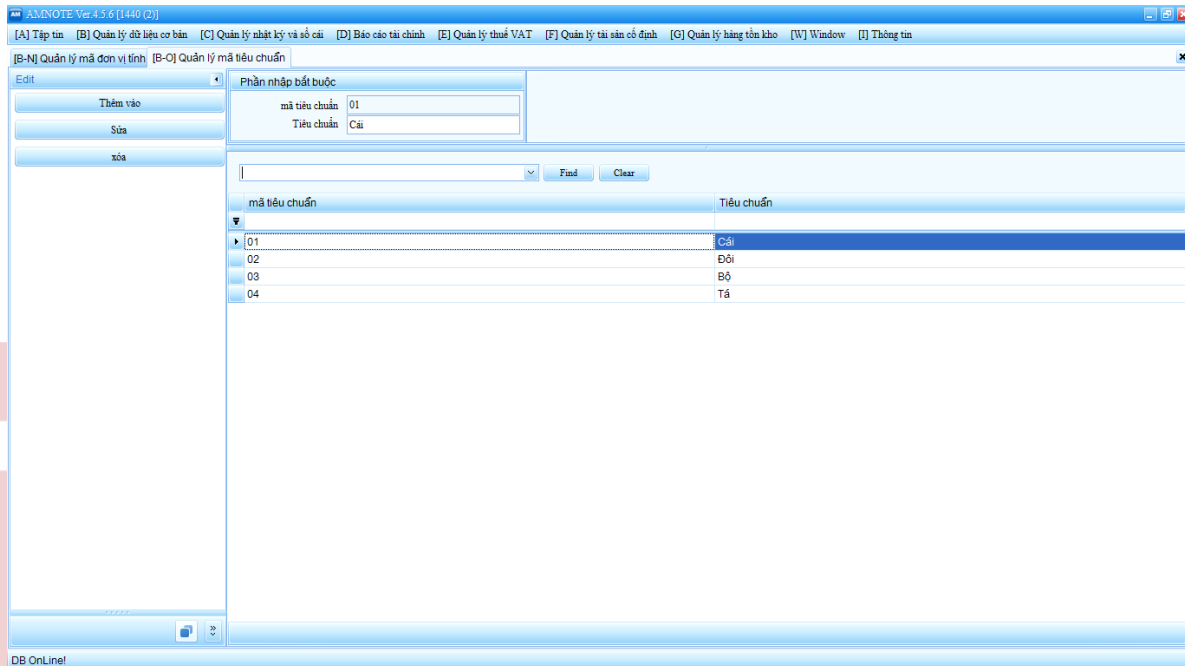 AMNOTE Ver.4.5.6 [1440 (2)]
[A] Tập tin [B] Quản lý dữ liệu cơ bản [C] Quản lý nhật ký và sổ cái [D] Báo cáo tài chính [E] Quản lý thuế VAT [F] Quản lý tài sản cố định [G] Quản lý hàng tồn kho [W] Window [I] Thông tin
[B-N] Quản lý mã đơn vị tính [B-O] Quản lý mã tiêu chuẩn
Edit
Thêm vào
Sửa
xóa
Phần nhập bắt buộc
mã tiêu chuẩn 01
Tiêu chuẩn Cái
Find Clear
mã tiêu chuẩn Tiêu chuẩn
01 Cái
02 Đôi
03 Bộ
04 Tá
DB OnLine!